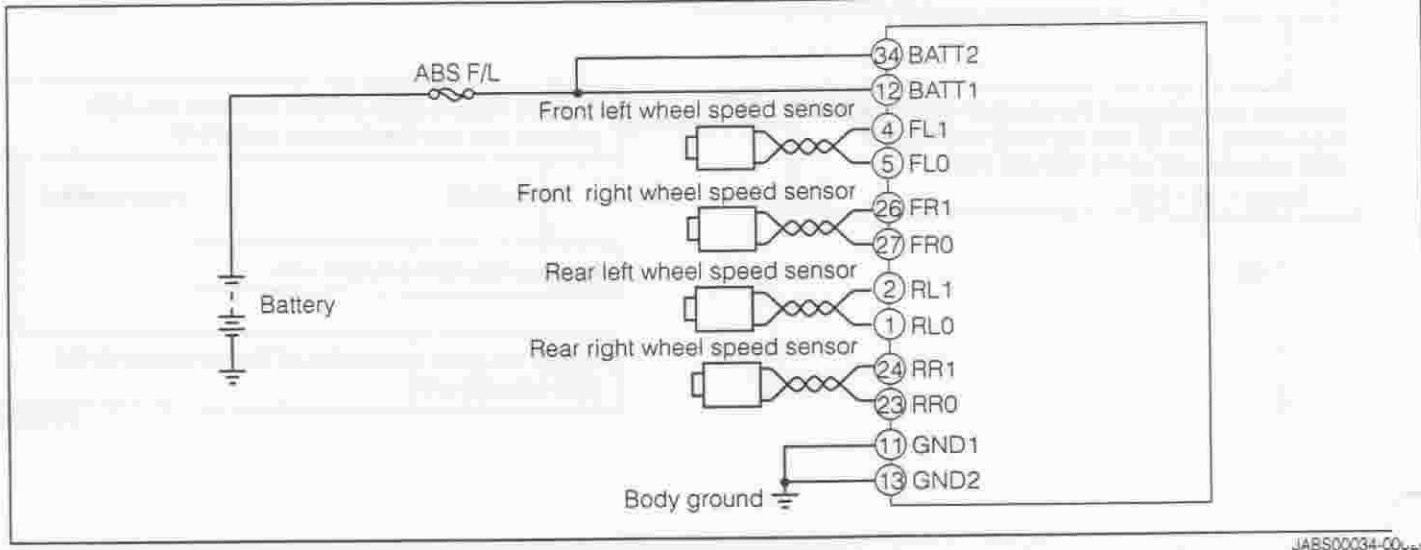 34 BATT2
ABS F/L
12 BATT1
Front left wheel speed sensor
4 FL1
5 FL0
Front right wheel speed sensor
26 FR1
27 FR0
Rear left wheel speed sensor
2 RL1
1 RL0
Battery
Rear right wheel speed sensor
24 RR1
23 RR0
11 GND1
13 GND2
Body ground